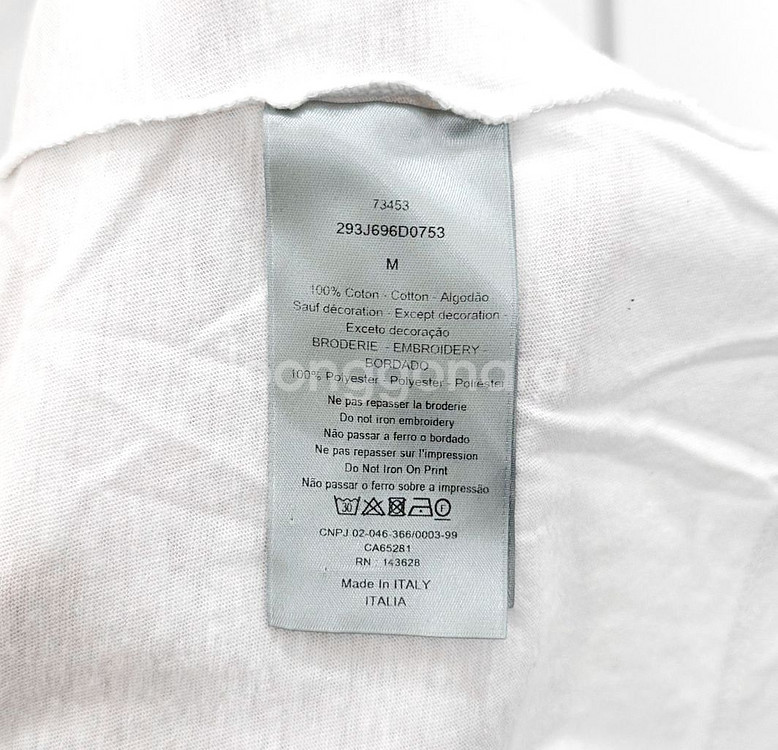 73453
293J696D0753
M
100% Coton - Cotton - Algodão
Sauf décoration - Except decoration -
Exceto decoração
BRODERIE - EMBROIDERY -
BORDADO
100% Polyester - Polyester - Poliester
Ne pas repasser la broderie
Do not iron embroidery
Não passar a ferro o bordado
Ne pas repasser sur l'impression
Do Not Iron On Print
Não passar o ferro sobre a impressão
30 F
CNPJ 02-046-366/0003-99
CA65281
RN : 143628
Made In ITALY
ITALIA